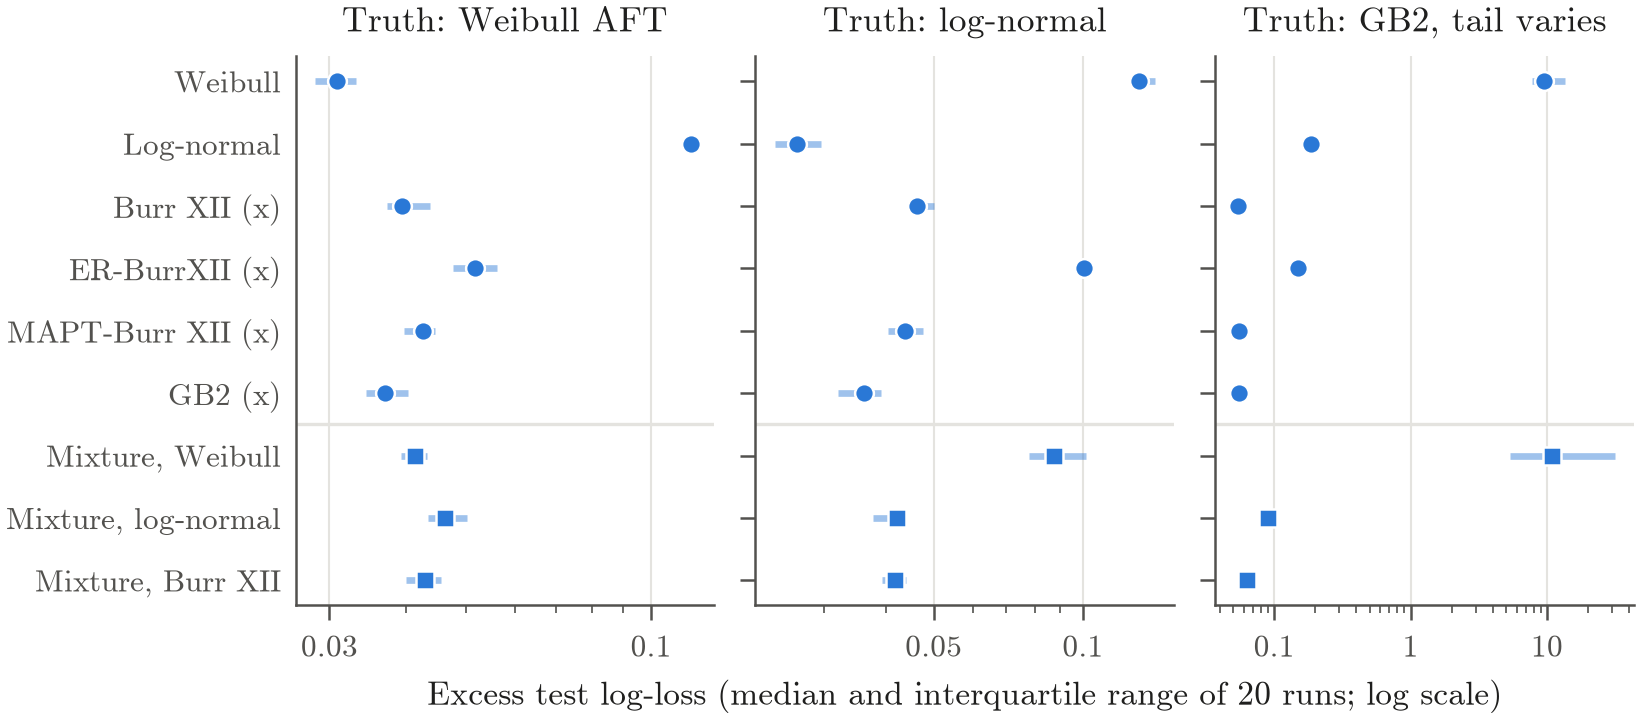 Truth: Weibull AFT
Truth: log-normal
Truth: GB2, tail varies
Weibull
Log-normal
Burr XII (x)
ER-BurrXII (x)
MAPT-Burr XII (x)
GB2 (x)
Mixture, Weibull
Mixture, log-normal
Mixture, Burr XII
0.03 0.1
0.05 0.1
0.1 1 10
Excess test log-loss (median and interquartile range of 20 runs; log scale)